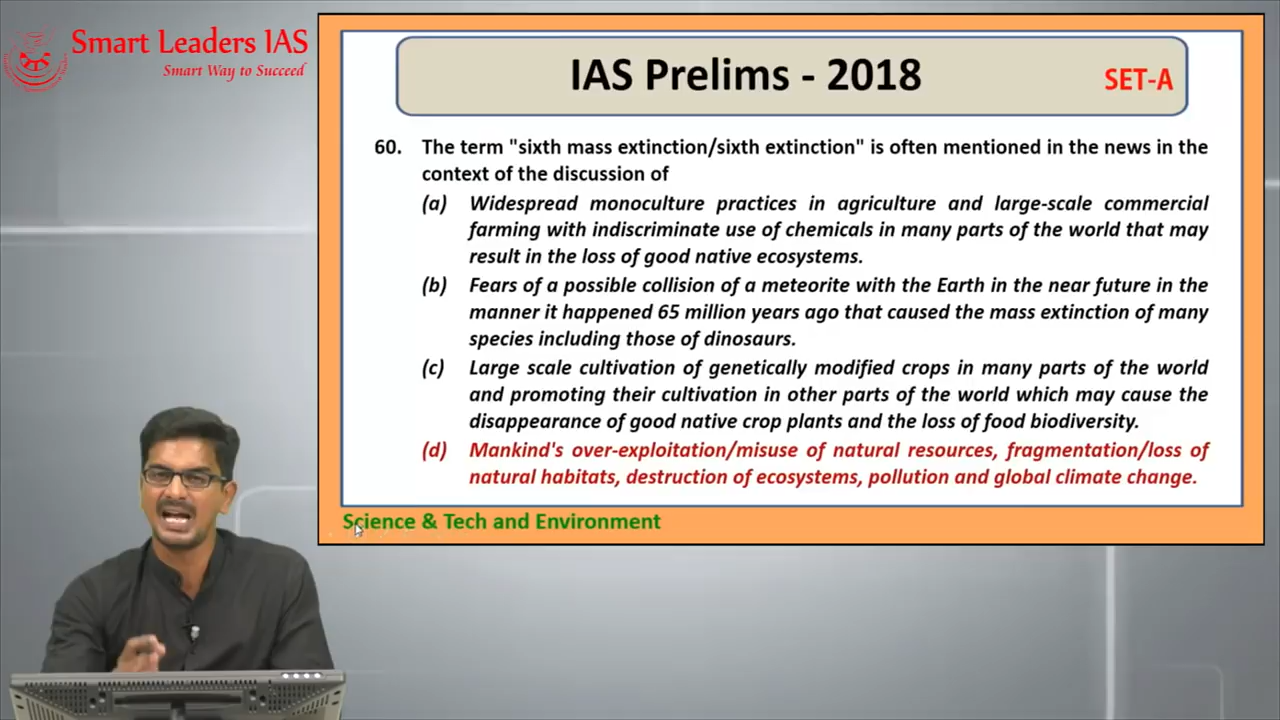 Smart Leaders IAS
Smart Way to Succeed
IAS Prelims - 2018
SET-A
60. The term "sixth mass extinction/sixth extinction" is often mentioned in the news in the
context of the discussion of
(a) Widespread monoculture practices in agriculture and large-scale commercial
farming with indiscriminate use of chemicals in many parts of the world that may
result in the loss of good native ecosystems.
(b) Fears of a possible collision of a meteorite with the Earth in the near future in the
manner it happened 65 million years ago that caused the mass extinction of many
species including those of dinosaurs.
(c) Large scale cultivation of genetically modified crops in many parts of the world
and promoting their cultivation in other parts of the world which may cause the
disappearance of good native crop plants and the loss of food biodiversity.
(d) Mankind's over-exploitation/misuse of natural resources, fragmentation/loss of
natural habitats, destruction of ecosystems, pollution and global climate change.
Science & Tech and Environment